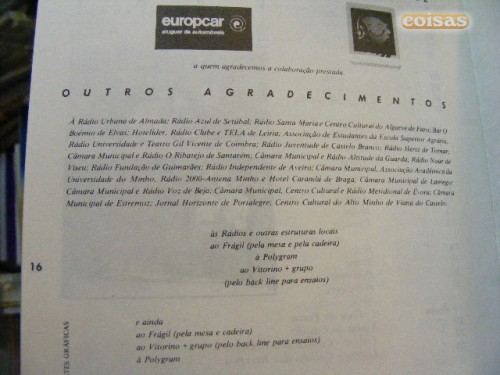 coisas
europcar
aluguer de automóveis
a quem agradecemos a colaboração prestada.
OUTROS AGRADECIMENTOS
À Rádio Urbana de Almada; Rádio Azul de Setúbal; Rádio Santa Maria e Centro Cultural do Algarve de Faro; Bar O
Boémio de Elvas; Hotelider, Rádio Clube e TELA de Leiria; Associação de Estudantes da Escola Superior Agrária,
Rádio Universidade e Teatro Gil Vicente de Coimbra; Rádio Juventude de Castelo Branco; Rádio Hertz de Tomar;
Câmara Municipal e Rádio O Ribatejo de Santarém; Câmara Municipal e Rádio Altitude da Guarda; Rádio Noar de
Viseu; Rádio Fundação de Guimarães; Rádio Independente de Aveiro; Câmara Municipal, Associação Académica da
Universidade do Minho, Rádio 2000-Antena Minho e Hotel Carandá de Braga; Câmara Municipal de Lamego;
Câmara Municipal e Rádio Voz de Beja; Câmara Municipal, Centro Cultural e Rádio Meridional de Évora; Câmara
Municipal de Estremoz; Jornal Horizonte de Portalegre; Centro Cultural do Alto Minho de Viana do Castelo.
às Rádios e outras estruturas locais
ao Frágil (pela mesa e pela cadeira)
à Polygram
ao Vitorino + grupo
(pelo back line para ensaios)
16
e ainda
ao Frágil (pela mesa e cadeira)
ao Vitorino + grupo (pelo back line para ensaios)
à Polygram
TES GRÁFICAS